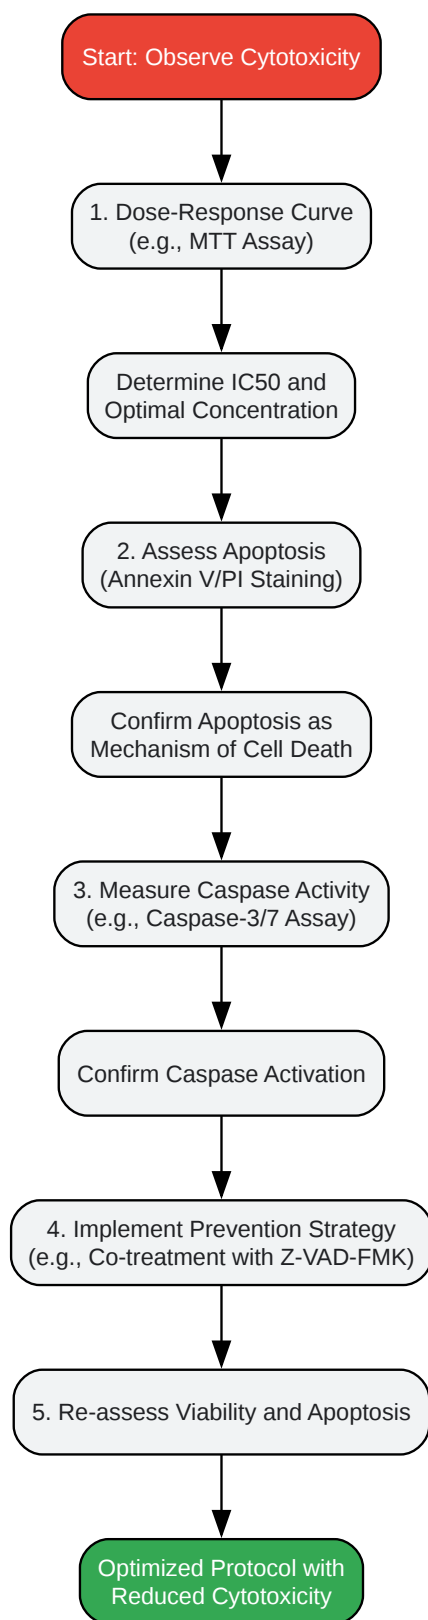 Start: Observe Cytotoxicity
1. Dose-Response Curve
(e.g., MTT Assay)
Determine IC50 and
Optimal Concentration
2. Assess Apoptosis
(Annexin V/PI Staining)
Confirm Apoptosis as
Mechanism of Cell Death
3. Measure Caspase Activity
(e.g., Caspase-3/7 Assay)
Confirm Caspase Activation
4. Implement Prevention Strategy
(e.g., Co-treatment with Z-VAD-FMK)
5. Re-assess Viability and Apoptosis
Optimized Protocol with
Reduced Cytotoxicity